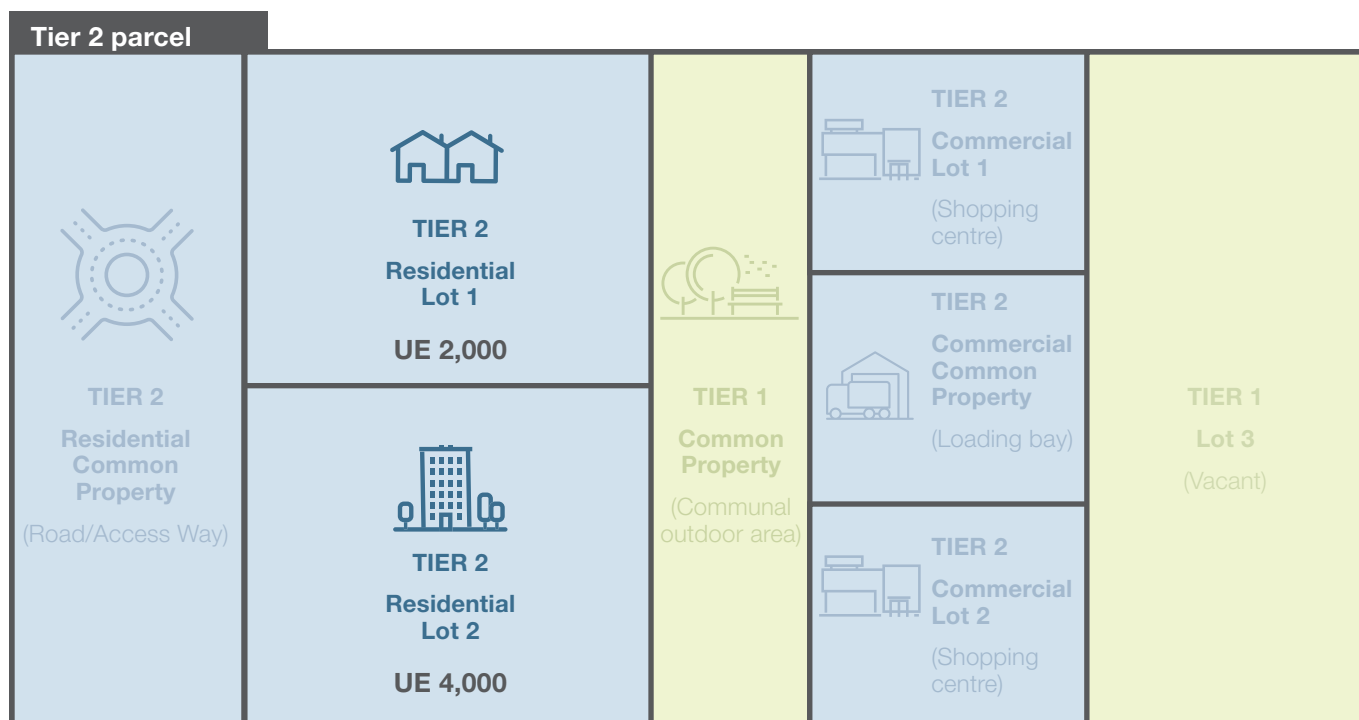 Tier 2 parcel
TIER 2
Residential
Common
Property
(Road/Access Way)
TIER 2
Residential
Lot 1
UE 2,000
TIER 2
Residential
Lot 2
UE 4,000
TIER 1
Common
Property
(Communal
outdoor area)
TIER 2
Commercial
Lot 1
(Shopping
centre)
TIER 2
Commercial
Common
Property
(Loading bay)
TIER 2
Commercial
Lot 2
(Shopping
centre)
TIER 1
Lot 3
(Vacant)